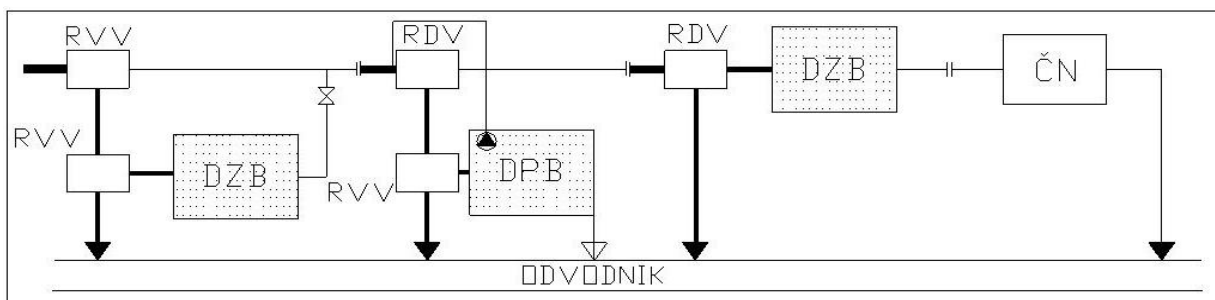 RVV
RDV
RDV
DZB
ČN
RVV
DZB
RVV
DPB
ODVODNIK